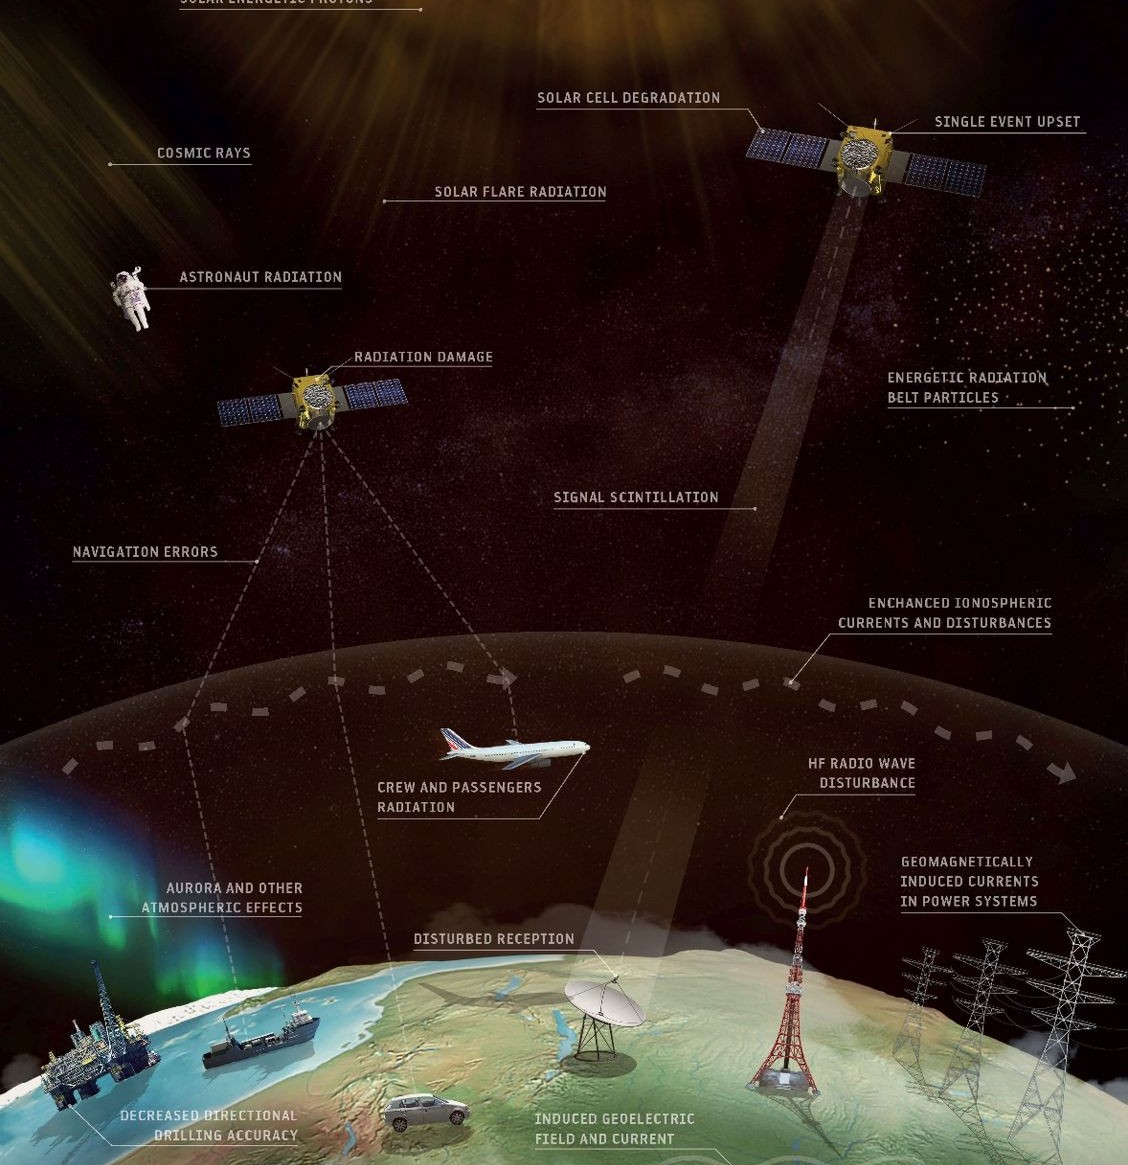 SOLAR ENERGETIC PROTONS
SOLAR CELL DEGRADATION
SINGLE EVENT UPSET
COSMIC RAYS
SOLAR FLARE RADIATION
ASTRONAUT RADIATION
RADIATION DAMAGE
ENERGETIC RADIATION
BELT PARTICLES
SIGNAL SCINTILLATION
NAVIGATION ERRORS
ENCHANCED IONOSPHERIC
CURRENTS AND DISTURBANCES
HF RADIO WAVE
DISTURBANCE
CREW AND PASSENGERS
RADIATION
GEOMAGNETICALLY
INDUCED CURRENTS
IN POWER SYSTEMS
AURORA AND OTHER
ATMOSPHERIC EFFECTS
DISTURBED RECEPTION
DECREASED DIRECTIONAL
DRILLING ACCURACY
INDUCED GEOELECTRIC
FIELD AND CURRENT